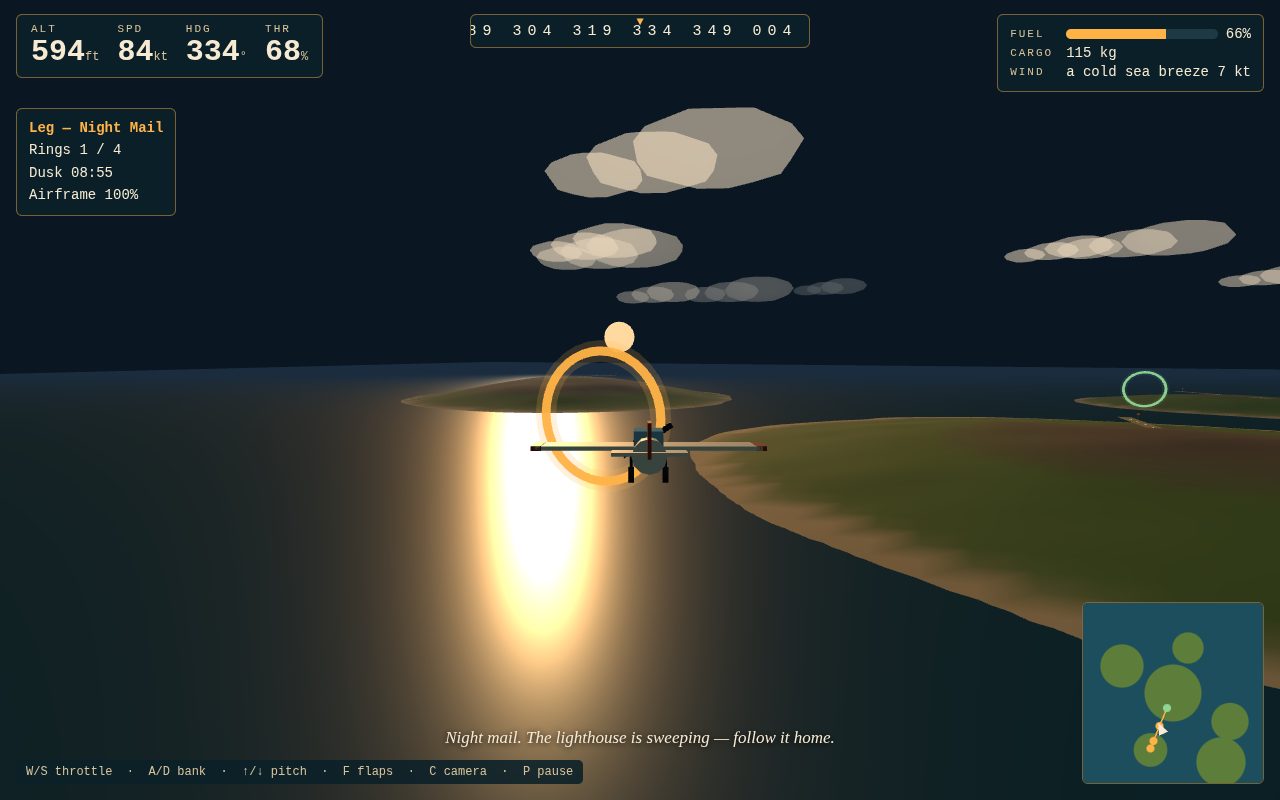 ALT SPD HDG THR
594ft 84kt 334° 68%
39 304 319 334 349 004
FUEL 66%
CARGO 115 kg
WIND a cold sea breeze 7 kt
Leg — Night Mail
Rings 1 / 4
Dusk 08:55
Airframe 100%
Night mail. The lighthouse is sweeping — follow it home.
W/S throttle · A/D bank · ↑/↓ pitch · F flaps · C camera · P pause